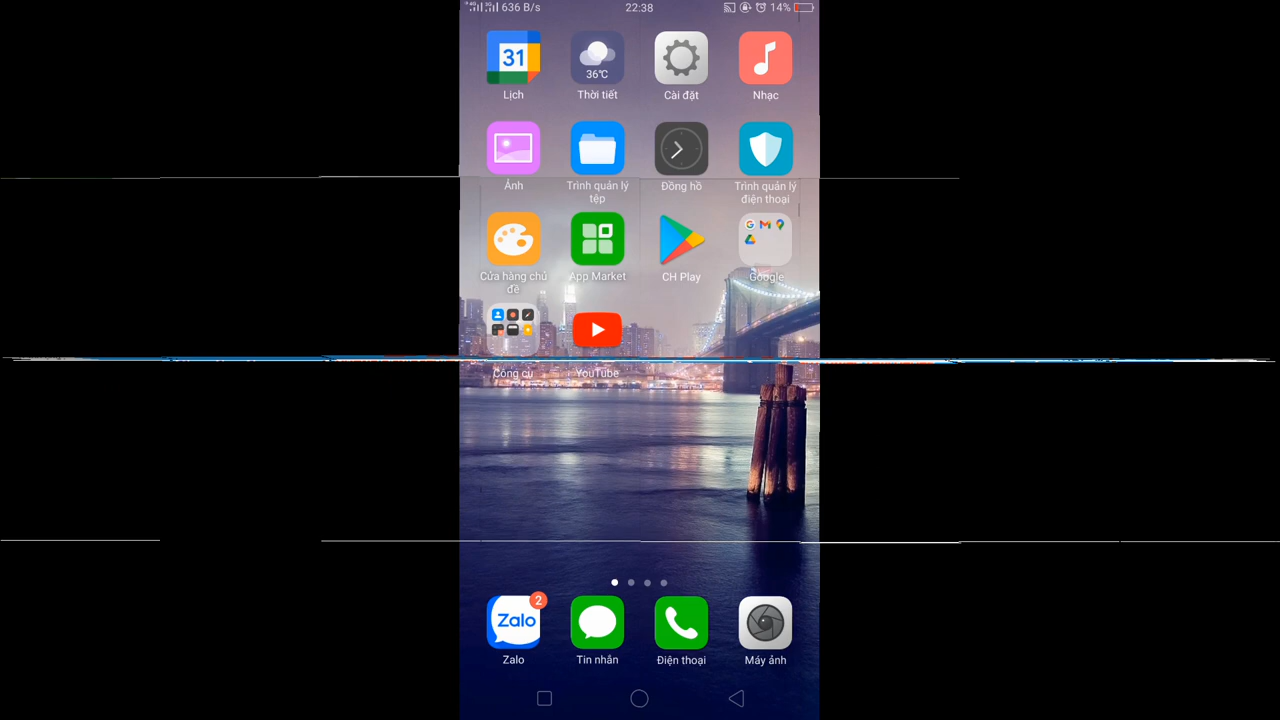 4G 3G 636 B/s 22:38 14%
31 36℃
Lịch Thời tiết Cài đặt Nhạc
Ảnh Trình quản lý tệp Đồng hồ Trình quản lý điện thoại
Cửa hàng chủ đề App Market CH Play Google
Công cụ YouTube
Zalo 2
Zalo Tin nhắn Điện thoại Máy ảnh